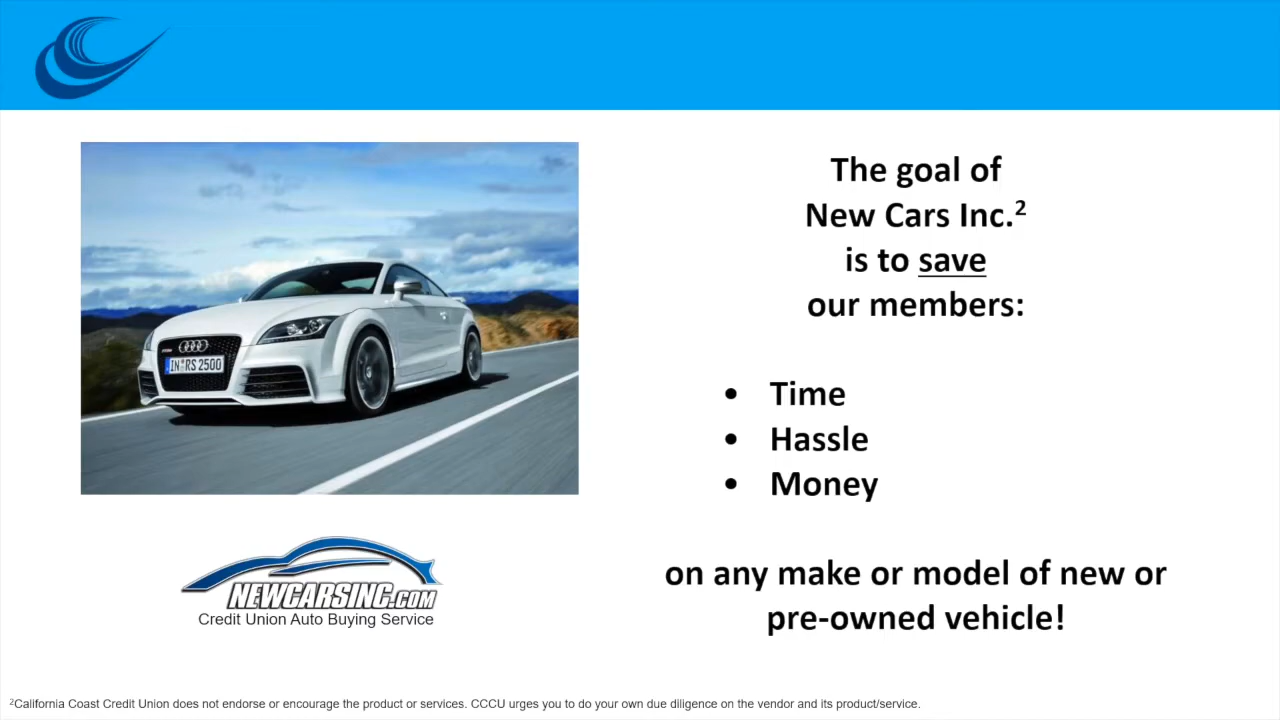 The goal of
New Cars Inc.²
is to save
our members:
• Time
• Hassle
• Money
on any make or model of new or
pre-owned vehicle!
IN RS 2500
NEWCARSINC.COM
Credit Union Auto Buying Service
²California Coast Credit Union does not endorse or encourage the product or services. CCCU urges you to do your own due diligence on the vendor and its product/service.